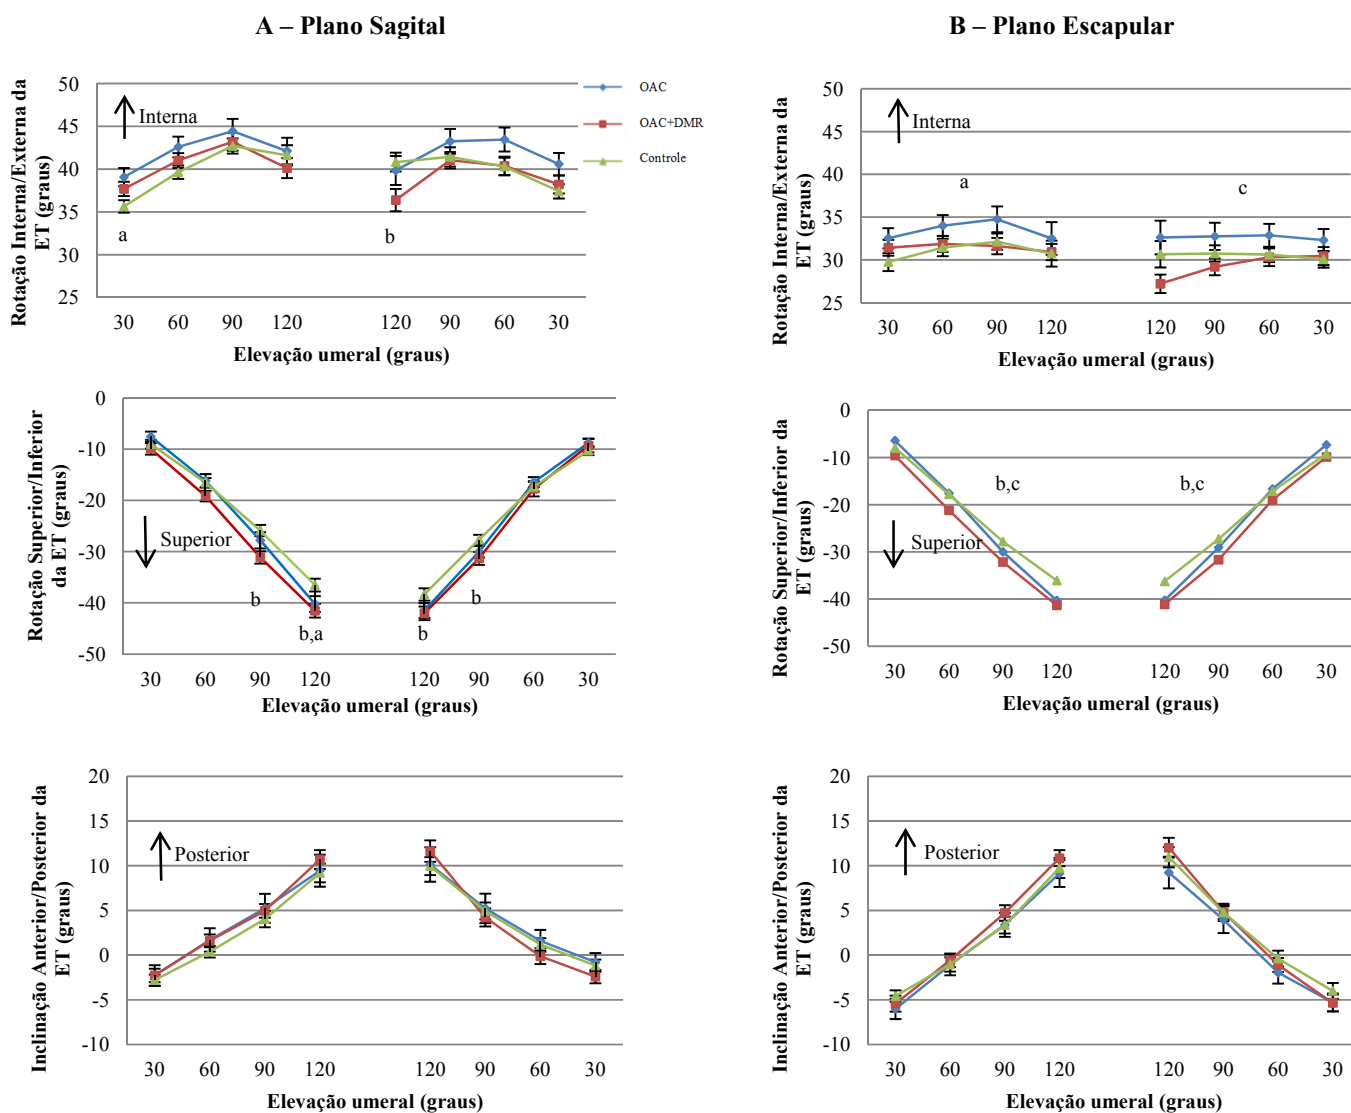 A – Plano Sagital
Rotação Interna/Externa da
ET (graus)
50
45
40
35
30
25
Interna
a
b
OAC
OAC+DMR
Controle
30 60 90 120 120 90 60 30
Elevação umeral (graus)
B – Plano Escapular
Rotação Interna/Externa da
ET (graus)
50
45
40
35
30
25
Interna
a
c
30 60 90 120 120 90 60 30
Elevação umeral (graus)
Rotação Superior/Inferior
da ET (graus)
0
-10
-20
-30
-40
-50
Superior
b
b
b,a
b
30 60 90 120 120 90 60 30
Elevação umeral (graus)
Rotação Superior/Inferior da
ET (graus)
0
-10
-20
-30
-40
-50
b,c
b,c
Superior
30 60 90 120 120 90 60 30
Elevação umeral (graus)
Inclinação Anterior/Posterior da
ET (graus)
20
15
10
5
0
-5
-10
Posterior
30 60 90 120 120 90 60 30
Elevação umeral (graus)
Inclinação Anterior/Posterior da
ET (graus)
20
15
10
5
0
-5
-10
Posterior
30 60 90 120 120 90 60 30
Elevação umeral (graus)